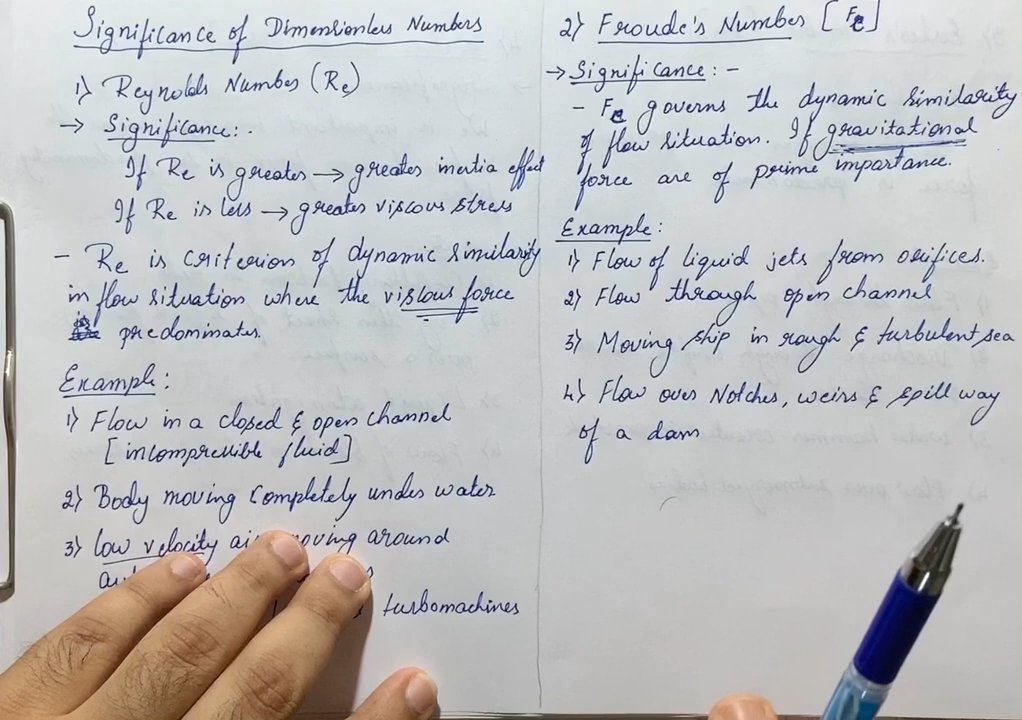 Significance of Dimensionless Numbers
1) Reynolds Number (Re)
→ Significance:-
If Re is greater → greater inertia effect
If Re is less → greater viscous stress
- Re is criterion of dynamic similarity
in flow situation where the viscous force
predominates.
Example:
1) Flow in a closed & open channel
[incompressible fluid]
2) Body moving completely under water
3) low velocity moving around
turbomachines
2) Froude's Number [Fe]
→ Significance:-
- Fe governs the dynamic similarity
of flow situation. If gravitational
force are of prime importance.
Example:
1) Flow of liquid jets from orifices.
2) Flow through open channel
3) Moving ship in rough & turbulent sea
4) Flow over Notches, weirs & spill way
of a dam